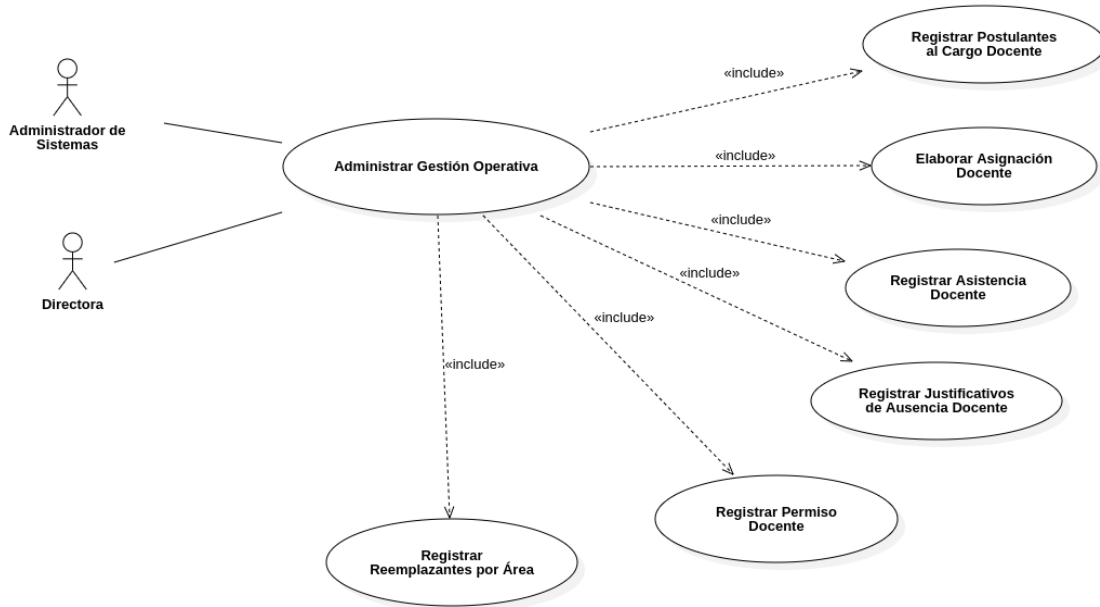 Registrar Postulantes
al Cargo Docente
«include»
Administrador de
Sistemas
Administrar Gestión Operativa
«include»
Elaborar Asignación
Docente
«include»
Directora
«include»
Registrar Asistencia
Docente
«include»
«include»
Registrar Justificativos
de Ausencia Docente
Registrar Permiso
Docente
Registrar
Reemplazantes por Área